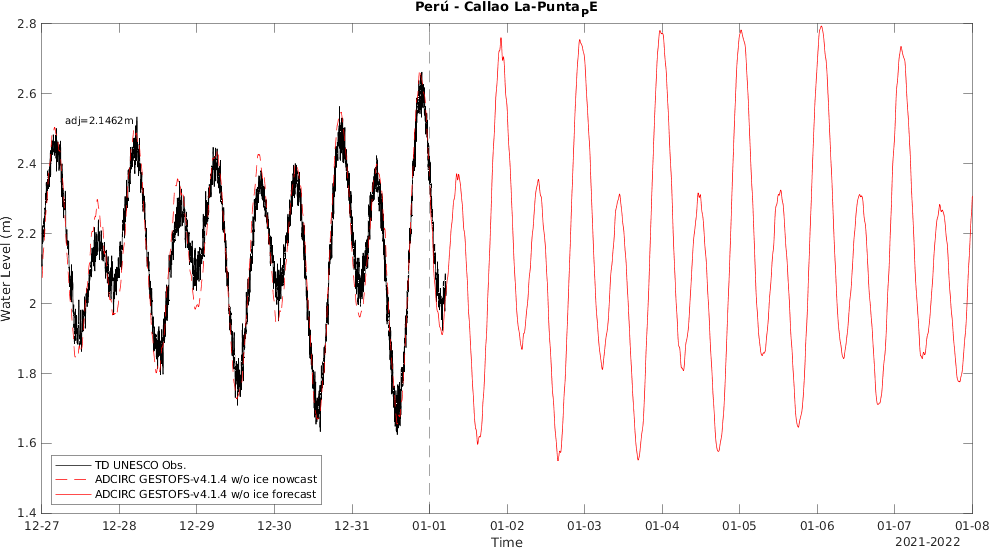 Perú - Callao La-PuntapE
2.8
2.6
2.4
2.2
2
1.8
1.6
1.4
Water Level (m)
adj=2.1462m
TD UNESCO Obs.
ADCIRC GESTOFS-v4.1.4 w/o ice nowcast
ADCIRC GESTOFS-v4.1.4 w/o ice forecast
12-27 12-28 12-29 12-30 12-31 01-01 01-02 01-03 01-04 01-05 01-06 01-07 01-08
Time
2021-2022